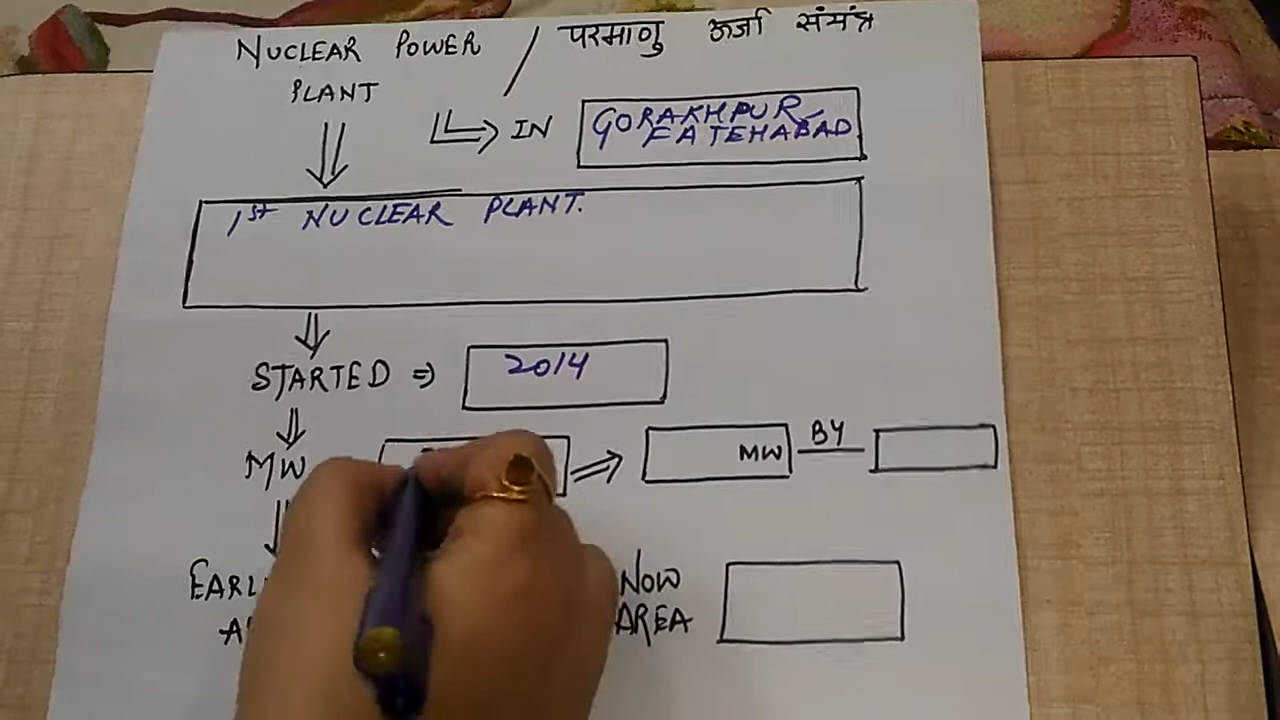 NUCLEAR POWER / परमाणु ऊर्जा संयंत्र
PLANT
IN GORAKHPUR
FATEHABAD
1st NUCLEAR PLANT.
STARTED ⇒ 2014
BY
MW MW
NOW
AREA